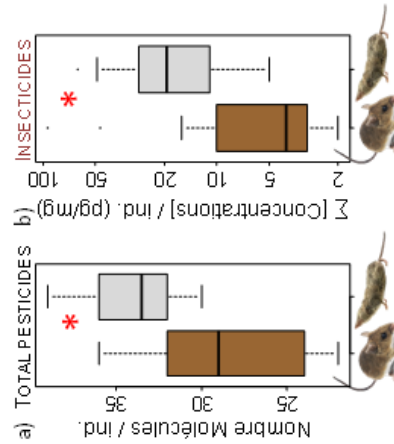 a) TOTAL PESTICIDES
Nombre Molécules / ind.
35
30
25
*
b) INSECTICIDES
∑ [Concentrations] / ind. (pg/mg)
100
50
20
10
5
2
*